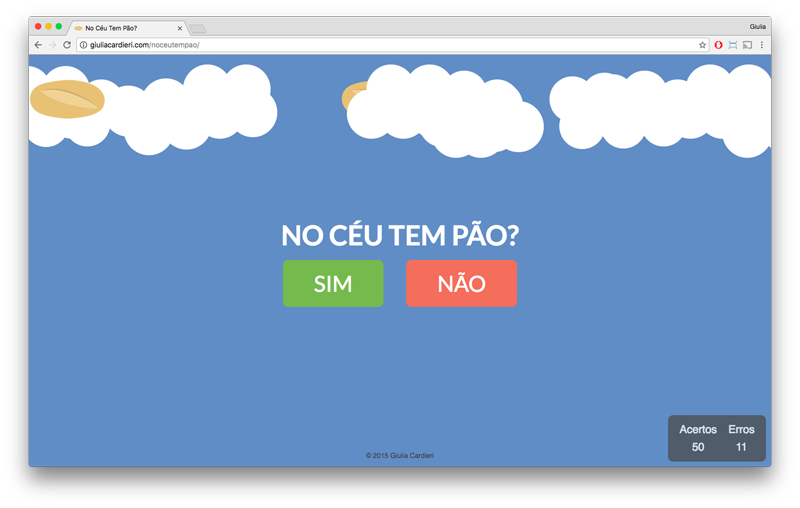 No Céu Tem Pão?
Giulia
giuliacardieri.com/noceutempao/
NO CÉU TEM PÃO?
SIM NÃO
Acertos Erros
50 11
© 2015 Giulia Cardieri